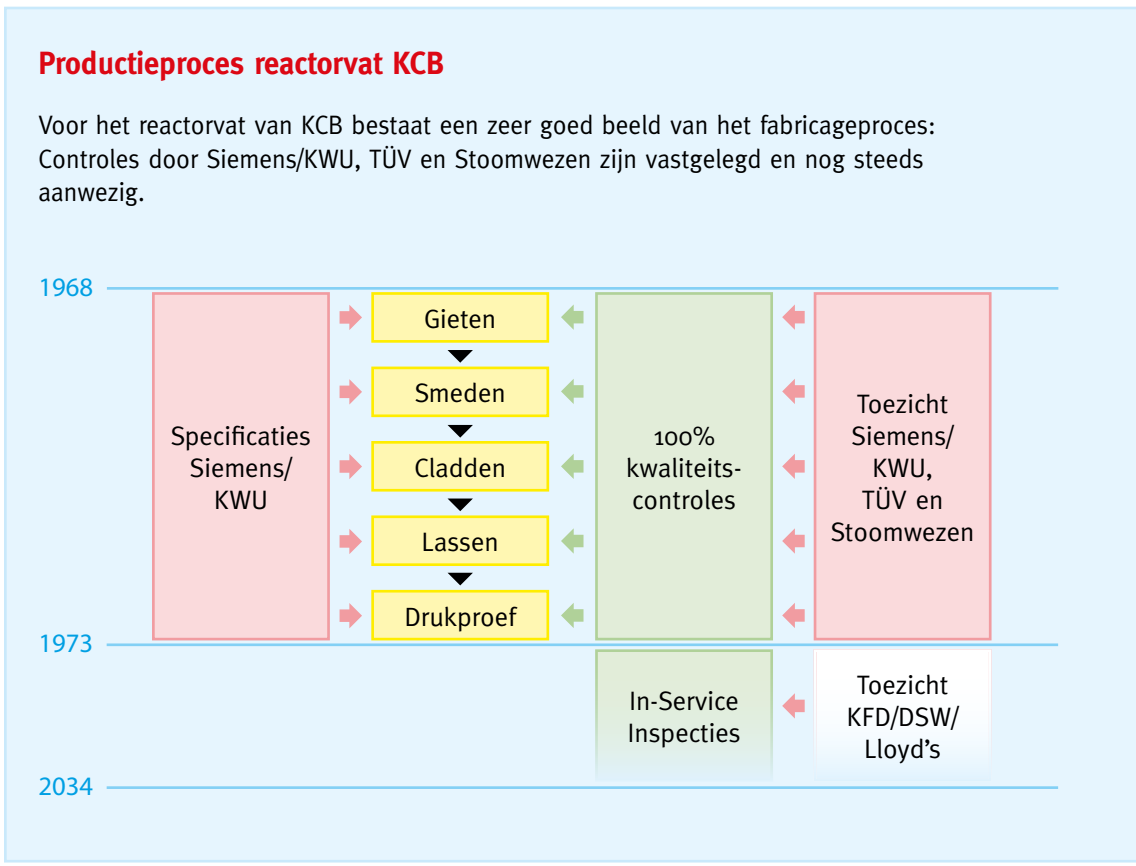 Productieproces reactorvat KCB
Voor het reactorvat van KCB bestaat een zeer goed beeld van het fabricageproces:
Controles door Siemens/KWU, TÜV en Stoomwezen zijn vastgelegd en nog steeds
aanwezig.
1968
Specificaties
Siemens/
KWU
Gieten
Smeden
Cladden
Lassen
Drukproef
100%
kwaliteits-
controles
Toezicht
Siemens/
KWU,
TÜV en
Stoomwezen
1973
In-Service
Inspecties
Toezicht
KFD/DSW/
Lloyd's
2034